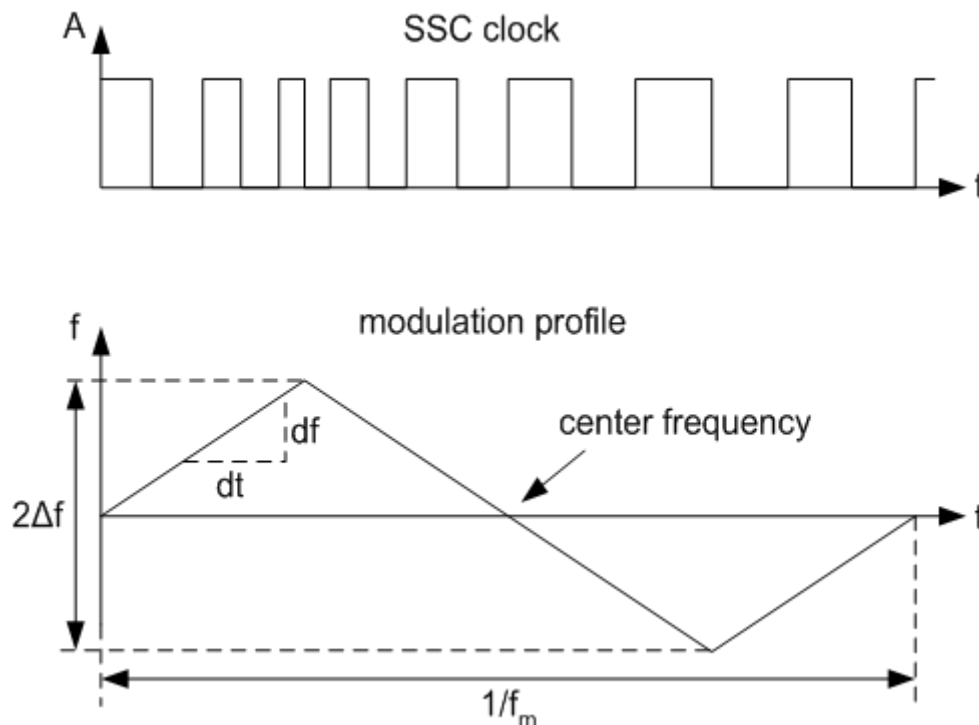 A
SSC clock
t
f
modulation profile
center frequency
df
dt
2Δf
t
1/fm